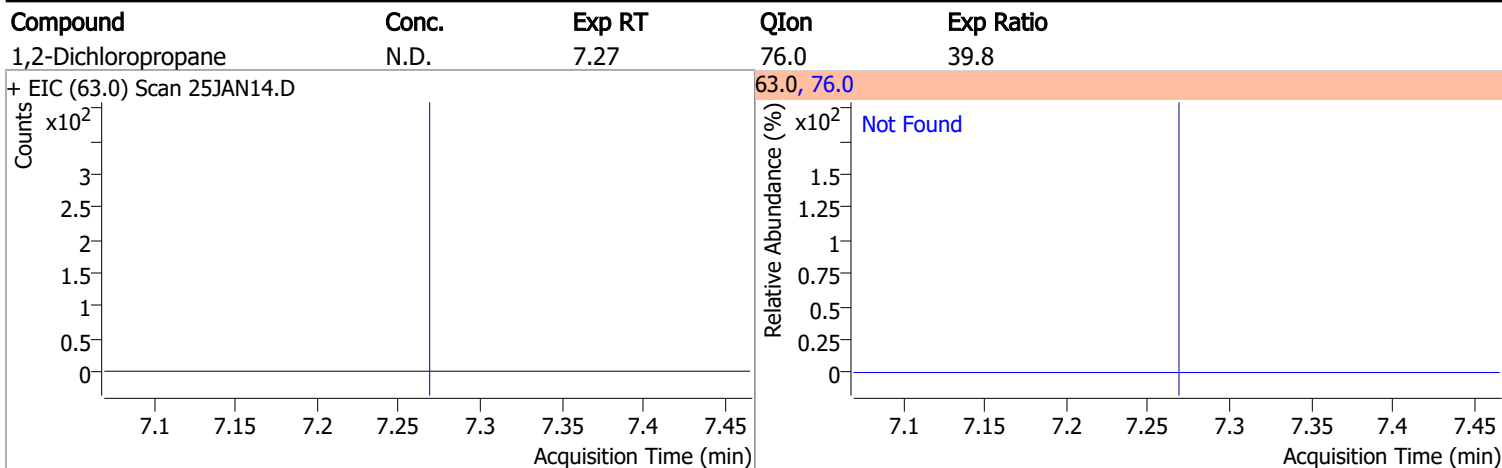 Compound Conc. Exp RT QIon Exp Ratio
1,2-Dichloropropane N.D. 7.27 76.0 39.8
+ EIC (63.0) Scan 25JAN14.D
Counts
x10²
3
2.5
2
1.5
1
0.5
0
7.1 7.15 7.2 7.25 7.3 7.35 7.4 7.45
Acquisition Time (min)
63.0, 76.0
Relative Abundance (%)
x10²
Not Found
1.5
1.25
1
0.75
0.5
0.25
0
7.1 7.15 7.2 7.25 7.3 7.35 7.4 7.45
Acquisition Time (min)